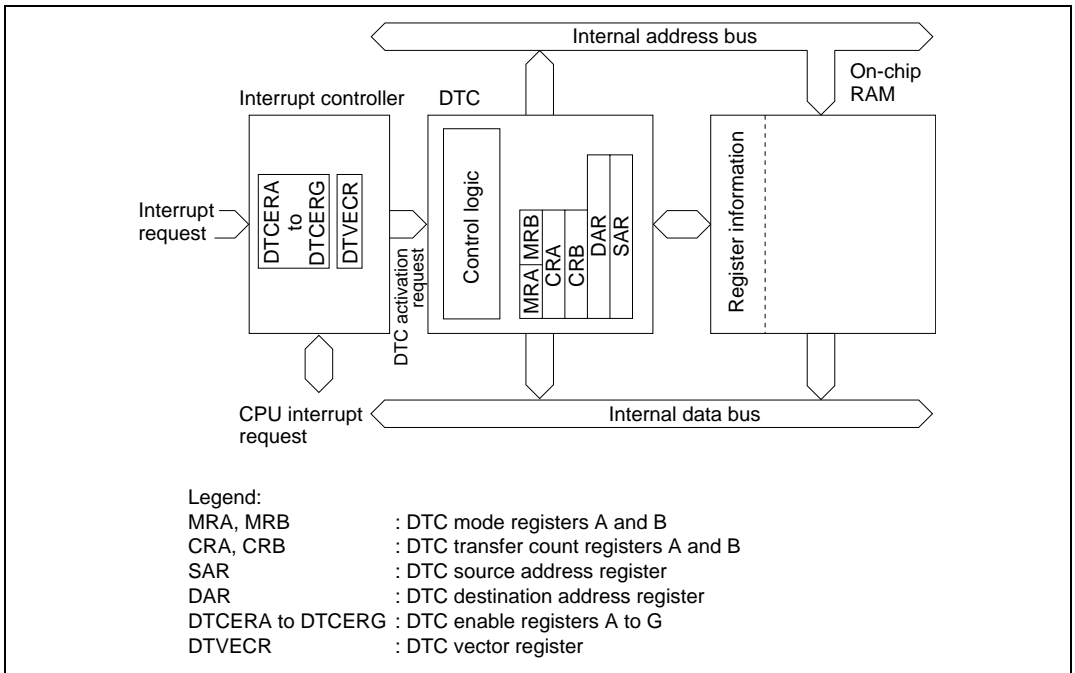 Internal address bus
On-chip
RAM
Interrupt controller
DTC
Interrupt
request
DTCERA
to
DTCERG
DTVECR
DTC activation
request
Control logic
MRA MRB
CRA
CRB
DAR
SAR
Register information
CPU interrupt
request
Internal data bus
Legend:
MRA, MRB : DTC mode registers A and B
CRA, CRB : DTC transfer count registers A and B
SAR : DTC source address register
DAR : DTC destination address register
DTCERA to DTCERG : DTC enable registers A to G
DTVECR : DTC vector register